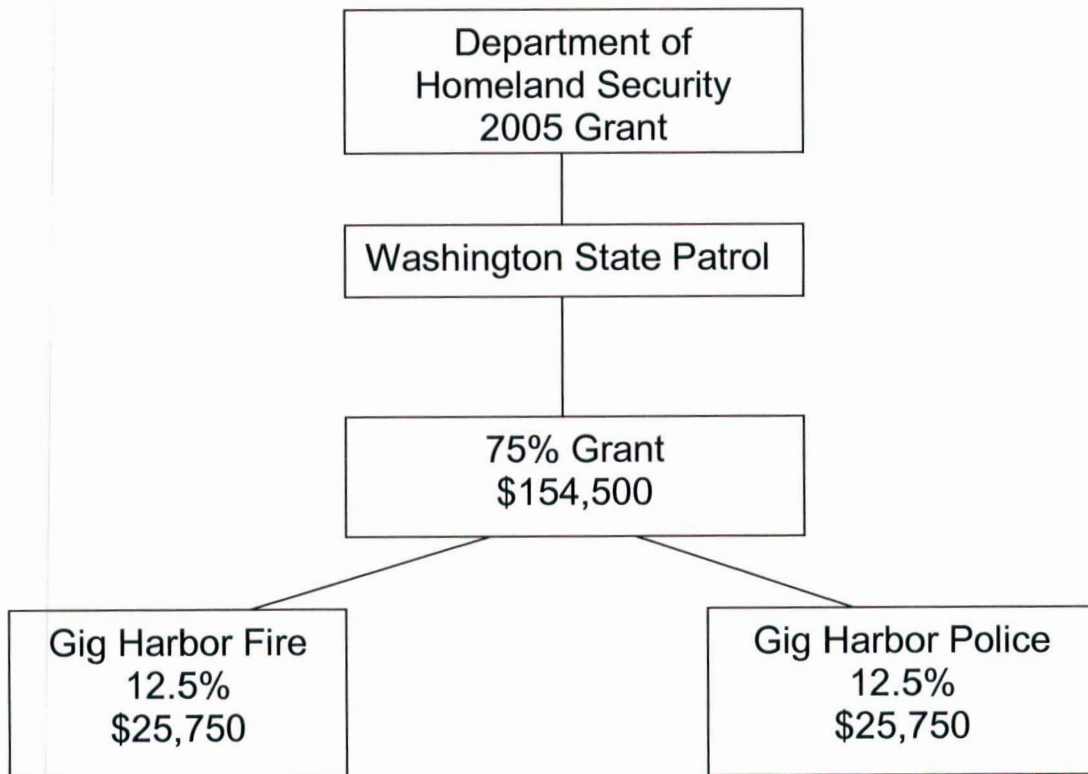 Department of
Homeland Security
2005 Grant
Washington State Patrol
75% Grant
$154,500
Gig Harbor Fire
12.5%
$25,750
Gig Harbor Police
12.5%
$25,750